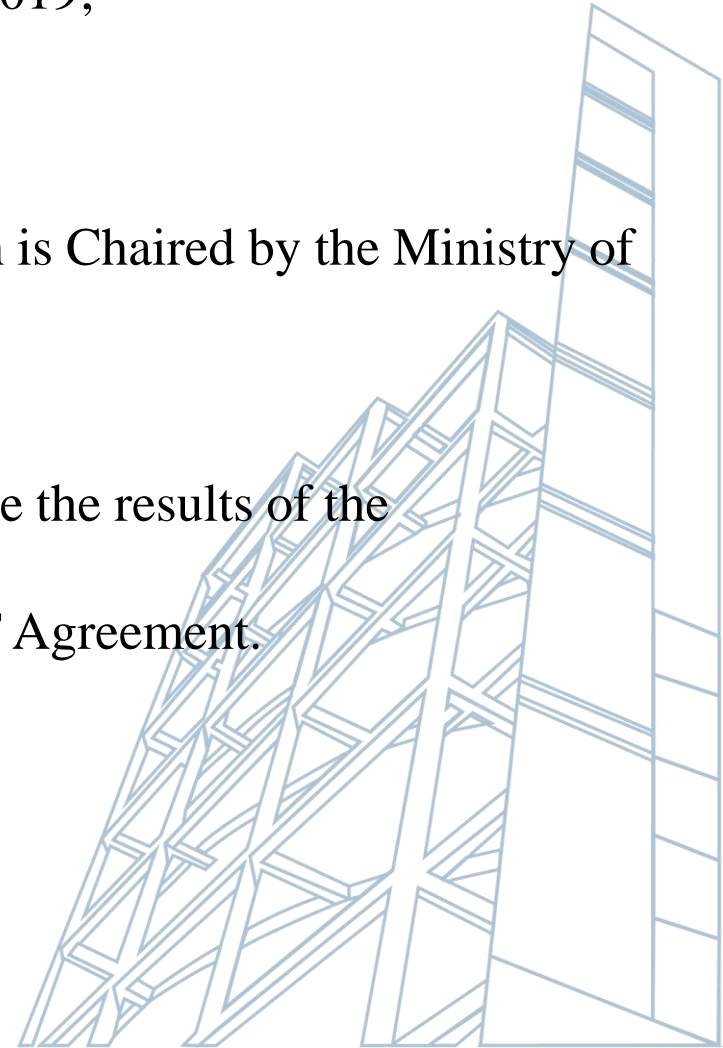 is Chaired by the Ministry of
the results of the
Agreement.